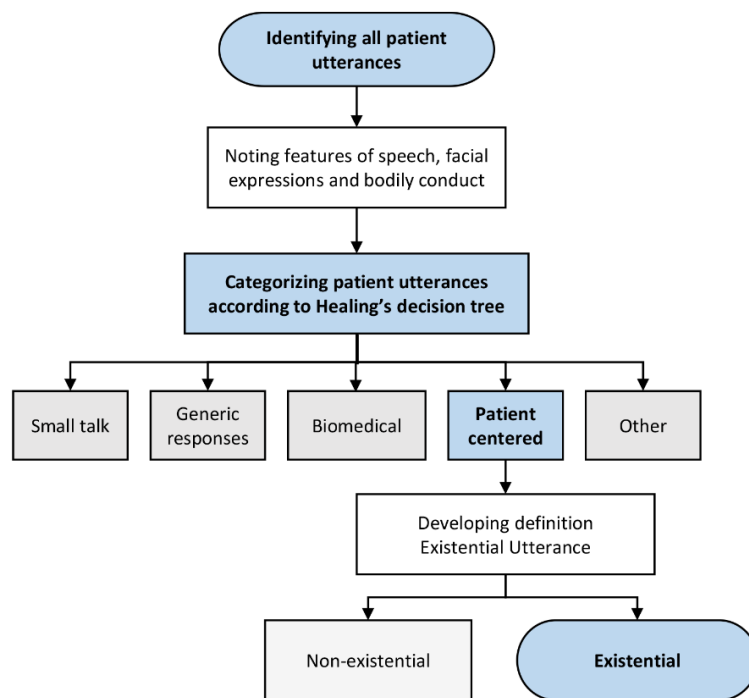 Identifying all patient
utterances
Noting features of speech, facial
expressions and bodily conduct
Categorizing patient utterances
according to Healing’s decision tree
Small talk
Generic
responses
Biomedical
Patient
centered
Other
Developing definition
Existential Utterance
Non-existential
Existential